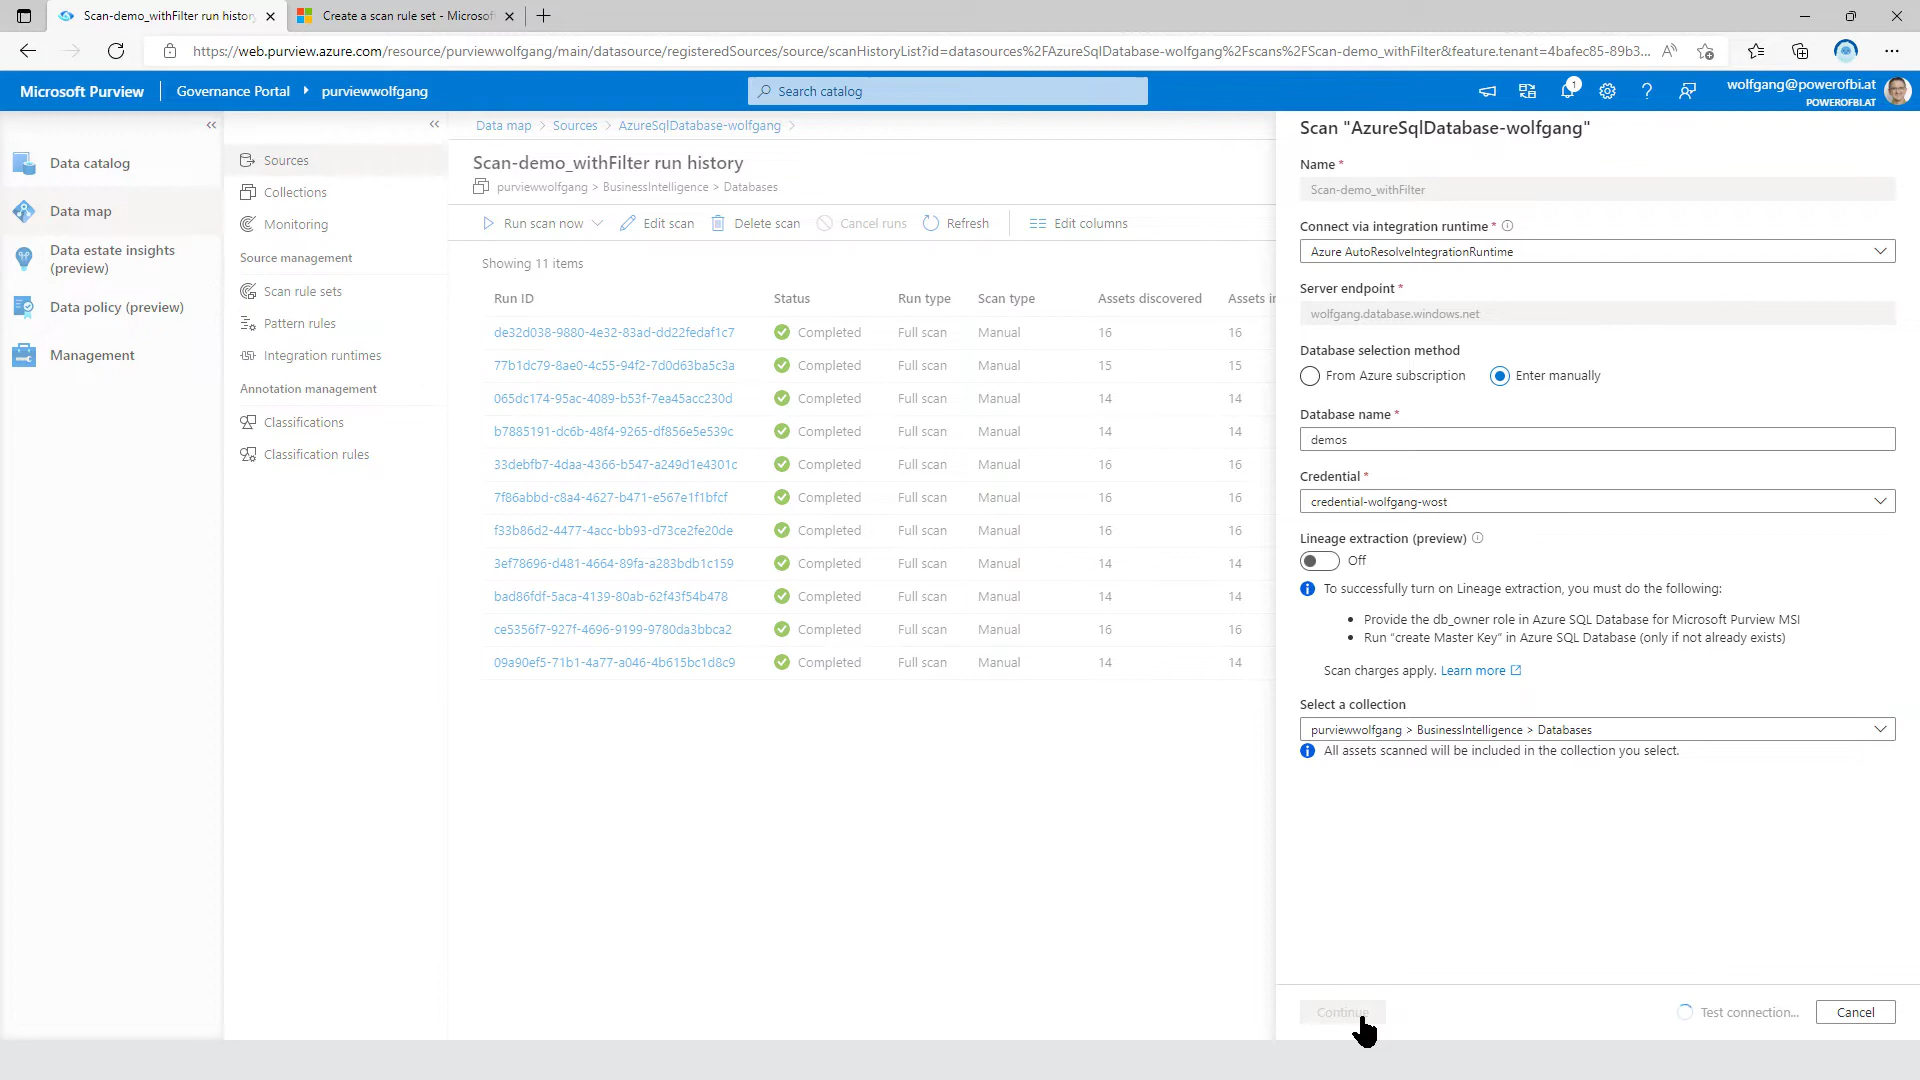 Scan-demo_withFilter run history
Create a scan rule set - Microsof
https://web.purview.azure.com/resource/purviewwolfgang/main/datasource/registeredSources/source/scanHistoryList?id=datasources%2FAzureSqlDatabase-wolfgang%2Fscans%2FScan-demo_withFilter&feature.tenant=4bafec85-89b3...
Microsoft Purview
Governance Portal
purviewwolfgang
Search catalog
1
wolfgang@powerofbi.at
POWEROFBI.AT
Data catalog
Data map
Data estate insights
(preview)
Data policy (preview)
Management
Sources
Collections
Monitoring
Source management
Scan rule sets
Pattern rules
Integration runtimes
Annotation management
Classifications
Classification rules
Data map > Sources > AzureSqlDatabase-wolfgang >
Scan-demo_withFilter run history
purviewwolfgang > BusinessIntelligence > Databases
Run scan now Edit scan Delete scan Cancel runs Refresh Edit columns
Showing 11 items
Run ID Status Run type Scan type Assets discovered Assets i
de32d038-9880-4e32-83ad-dd22fedaf1c7 Completed Full scan Manual 16 16
77b1dc79-8ae0-4c55-94f2-7d0d63ba5c3a Completed Full scan Manual 15 15
065dc174-95ac-4089-b53f-7ea45acc230d Completed Full scan Manual 14 14
b7885191-dc6b-48f4-9265-df856e5e539c Completed Full scan Manual 14 14
33debfb7-4daa-4366-b547-a249d1e4301c Completed Full scan Manual 16 16
7f86abbd-c8a4-4627-b471-e567e1f1bfcf Completed Full scan Manual 16 16
f33b86d2-4477-4acc-bb93-d73ce2fe20de Completed Full scan Manual 16 16
3ef78696-d481-4664-89fa-a283bdb1c159 Completed Full scan Manual 14 14
bad86fdf-5aca-4139-80ab-62f43f54b478 Completed Full scan Manual 14 14
ce5356f7-927f-4696-9199-9780da3bbca2 Completed Full scan Manual 16 16
09a90ef5-71b1-4a77-a046-4b615bc1d8c9 Completed Full scan Manual 14 14
Scan "AzureSqlDatabase-wolfgang"
Name *
Scan-demo_withFilter
Connect via integration runtime *
Azure AutoResolveIntegrationRuntime
Server endpoint *
wolfgang.database.windows.net
Database selection method
From Azure subscription Enter manually
Database name *
demos
Credential *
credential-wolfgang-wost
Lineage extraction (preview)
Off
To successfully turn on Lineage extraction, you must do the following:
• Provide the db_owner role in Azure SQL Database for Microsoft Purview MSI
• Run “create Master Key” in Azure SQL Database (only if not already exists)
Scan charges apply. Learn more
Select a collection
purviewwolfgang > BusinessIntelligence > Databases
All assets scanned will be included in the collection you select.
Continue
Test connection...
Cancel